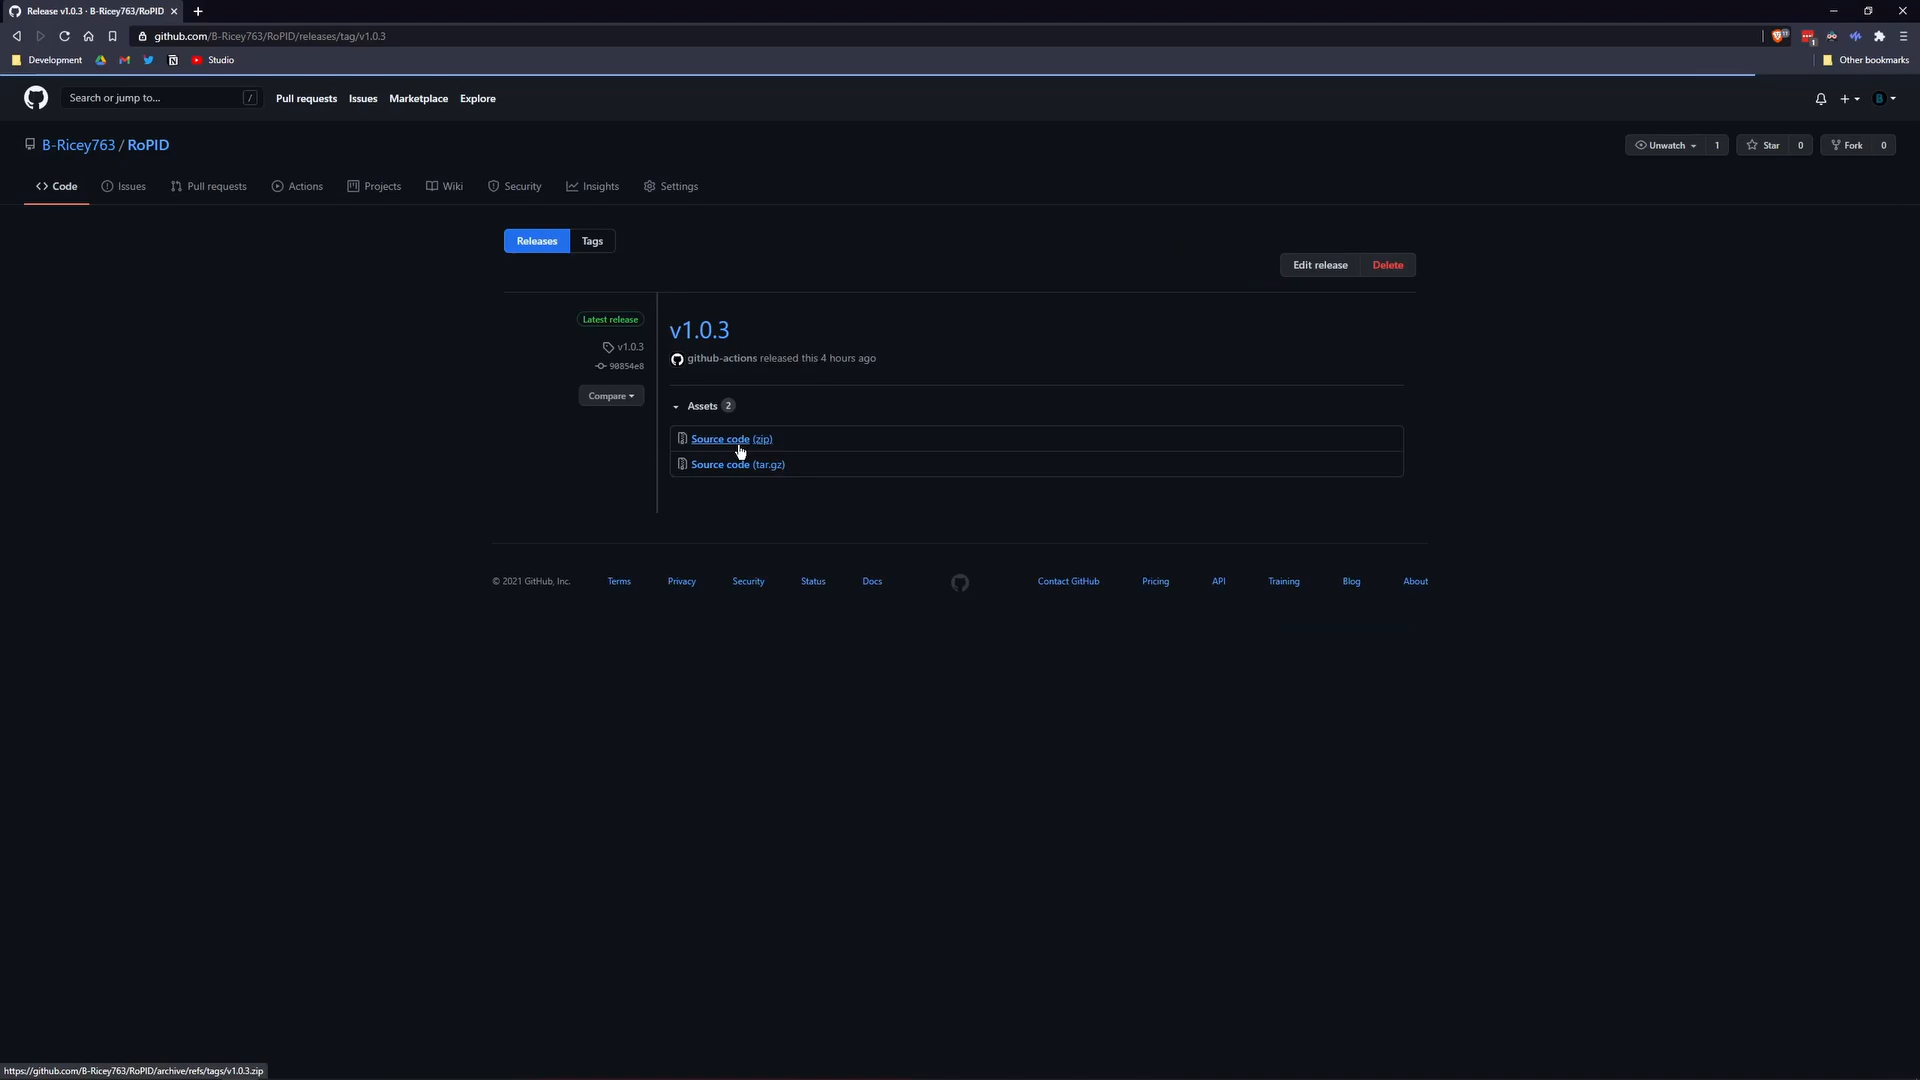 Release v1.0.3 · B-Ricey763/RoPID
github.com/B-Ricey763/RoPID/releases/tag/v1.0.3
11
1
Development
Studio
Other bookmarks
Search or jump to...
/
Pull requests
Issues
Marketplace
Explore
B
B-Ricey763 / RoPID
Unwatch 1
Star 0
Fork 0
Code
Issues
Pull requests
Actions
Projects
Wiki
Security
Insights
Settings
Releases
Tags
Edit release
Delete
Latest release
v1.0.3
90854e8
Compare
v1.0.3
github-actions released this 4 hours ago
Assets 2
Source code (zip)
Source code (tar.gz)
© 2021 GitHub, Inc.
Terms
Privacy
Security
Status
Docs
Contact GitHub
Pricing
API
Training
Blog
About
https://github.com/B-Ricey763/RoPID/archive/refs/tags/v1.0.3.zip